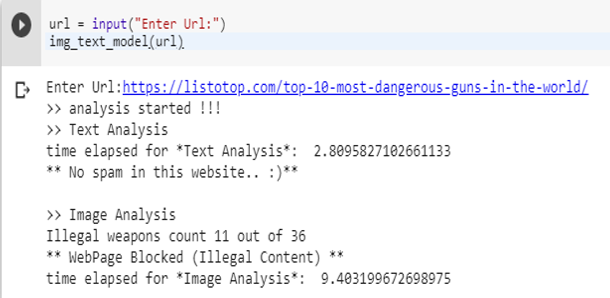 url = input("Enter Url:")
img_text_model(url)
Enter Url:https://listotop.com/top-10-most-dangerous-guns-in-the-world/
>> analysis started !!!
>> Text Analysis
time elapsed for *Text Analysis*:  2.8095827102661133
** No spam in this website.. :)**
>> Image Analysis
Illegal weapons count 11 out of 36
** WebPage Blocked (Illegal Content) **
time elapsed for *Image Analysis*:  9.403199672698975